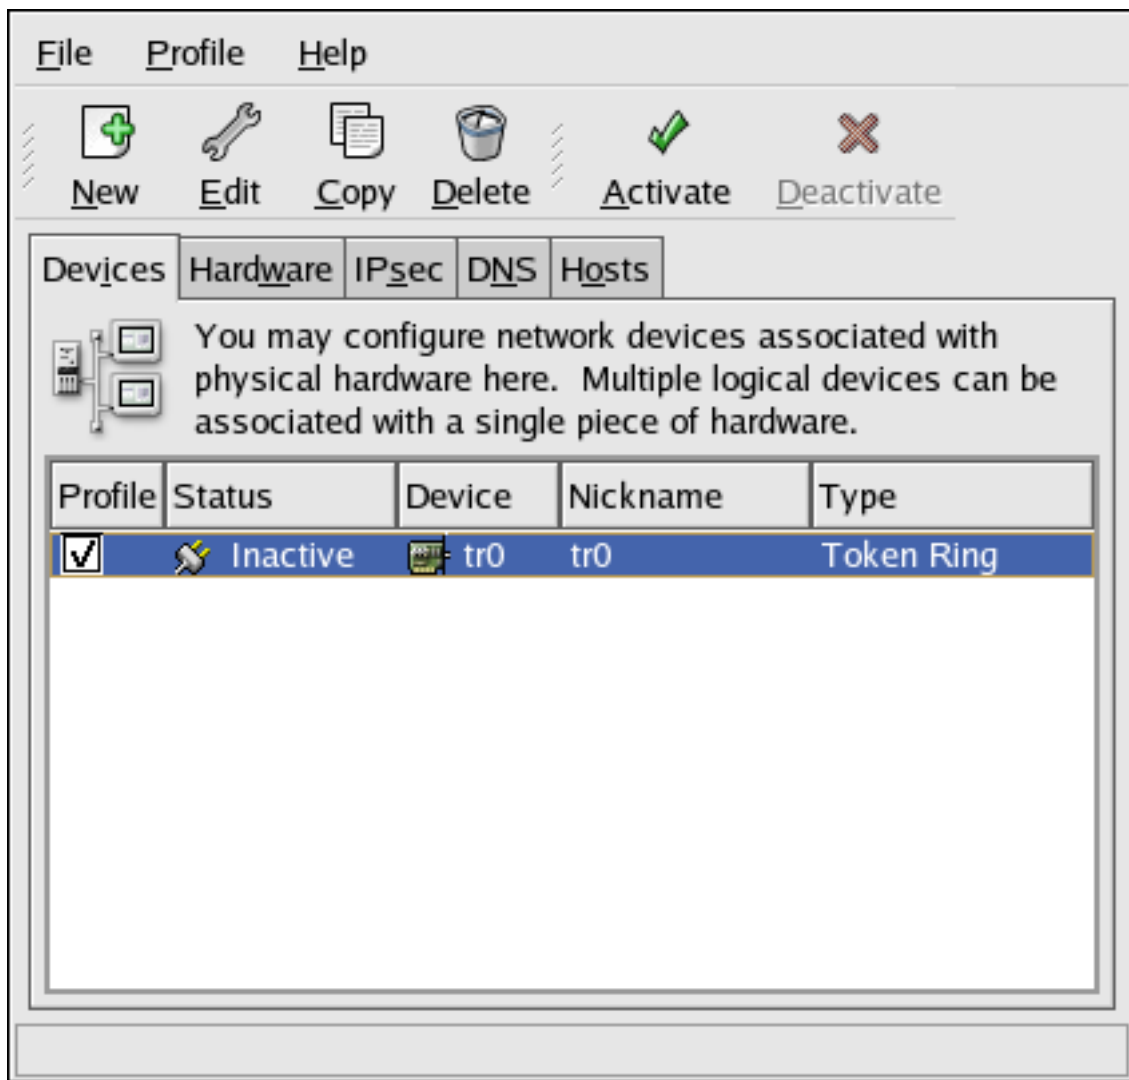 File Profile Help
New Edit Copy Delete Activate Deactivate
Devices Hardware IPsec DNS Hosts
You may configure network devices associated with
physical hardware here.  Multiple logical devices can be
associated with a single piece of hardware.
Profile Status Device Nickname Type
Inactive tr0 tr0 Token Ring